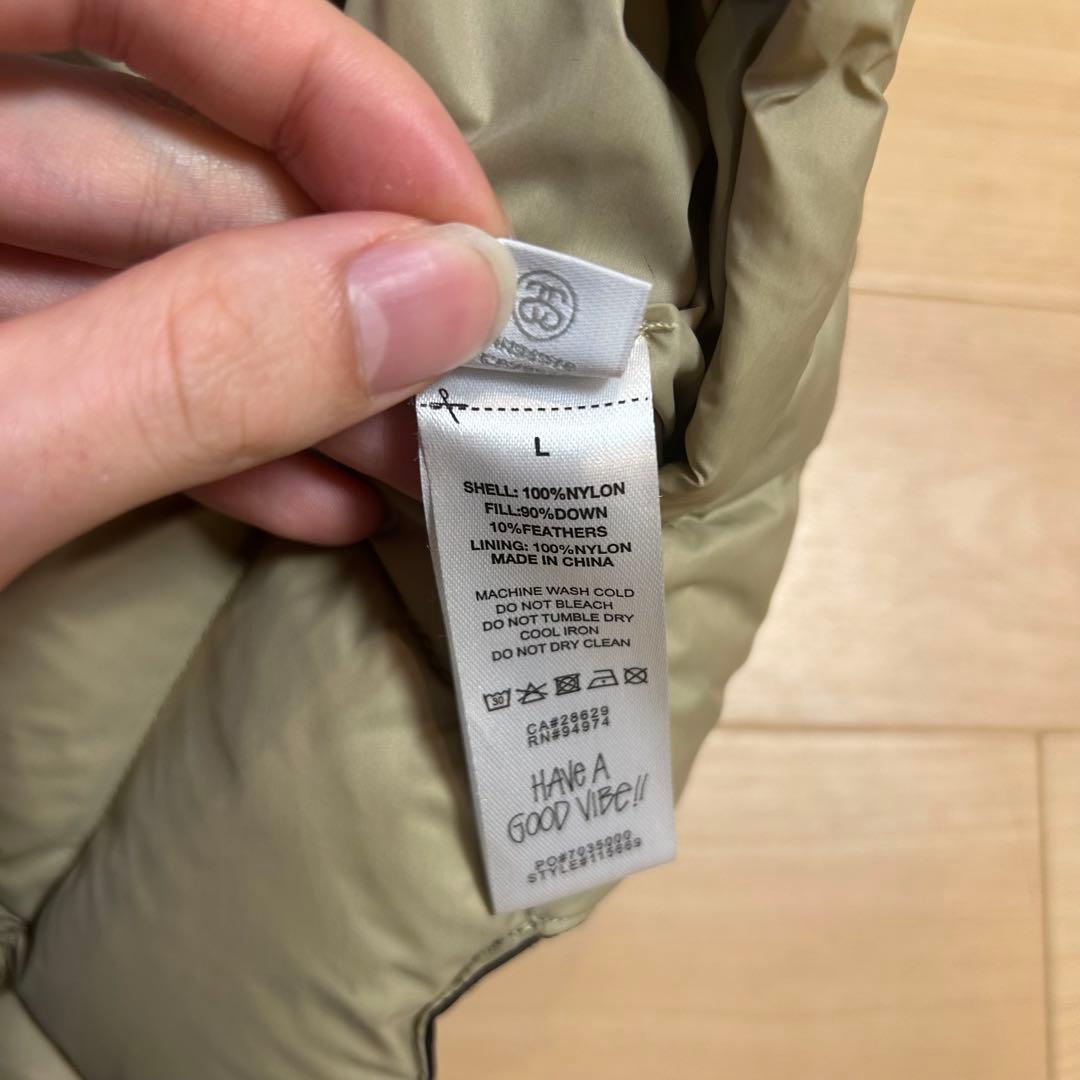 L
SHELL: 100%NYLON
FILL:90%DOWN
10%FEATHERS
LINING: 100%NYLON
MADE IN CHINA
MACHINE WASH COLD
DO NOT BLEACH
DO NOT TUMBLE DRY
COOL IRON
DO NOT DRY CLEAN
30
CA#28629
RN#94974
HAVE A
GOOD VIBE!!
PO#7035000
STYLE#115669